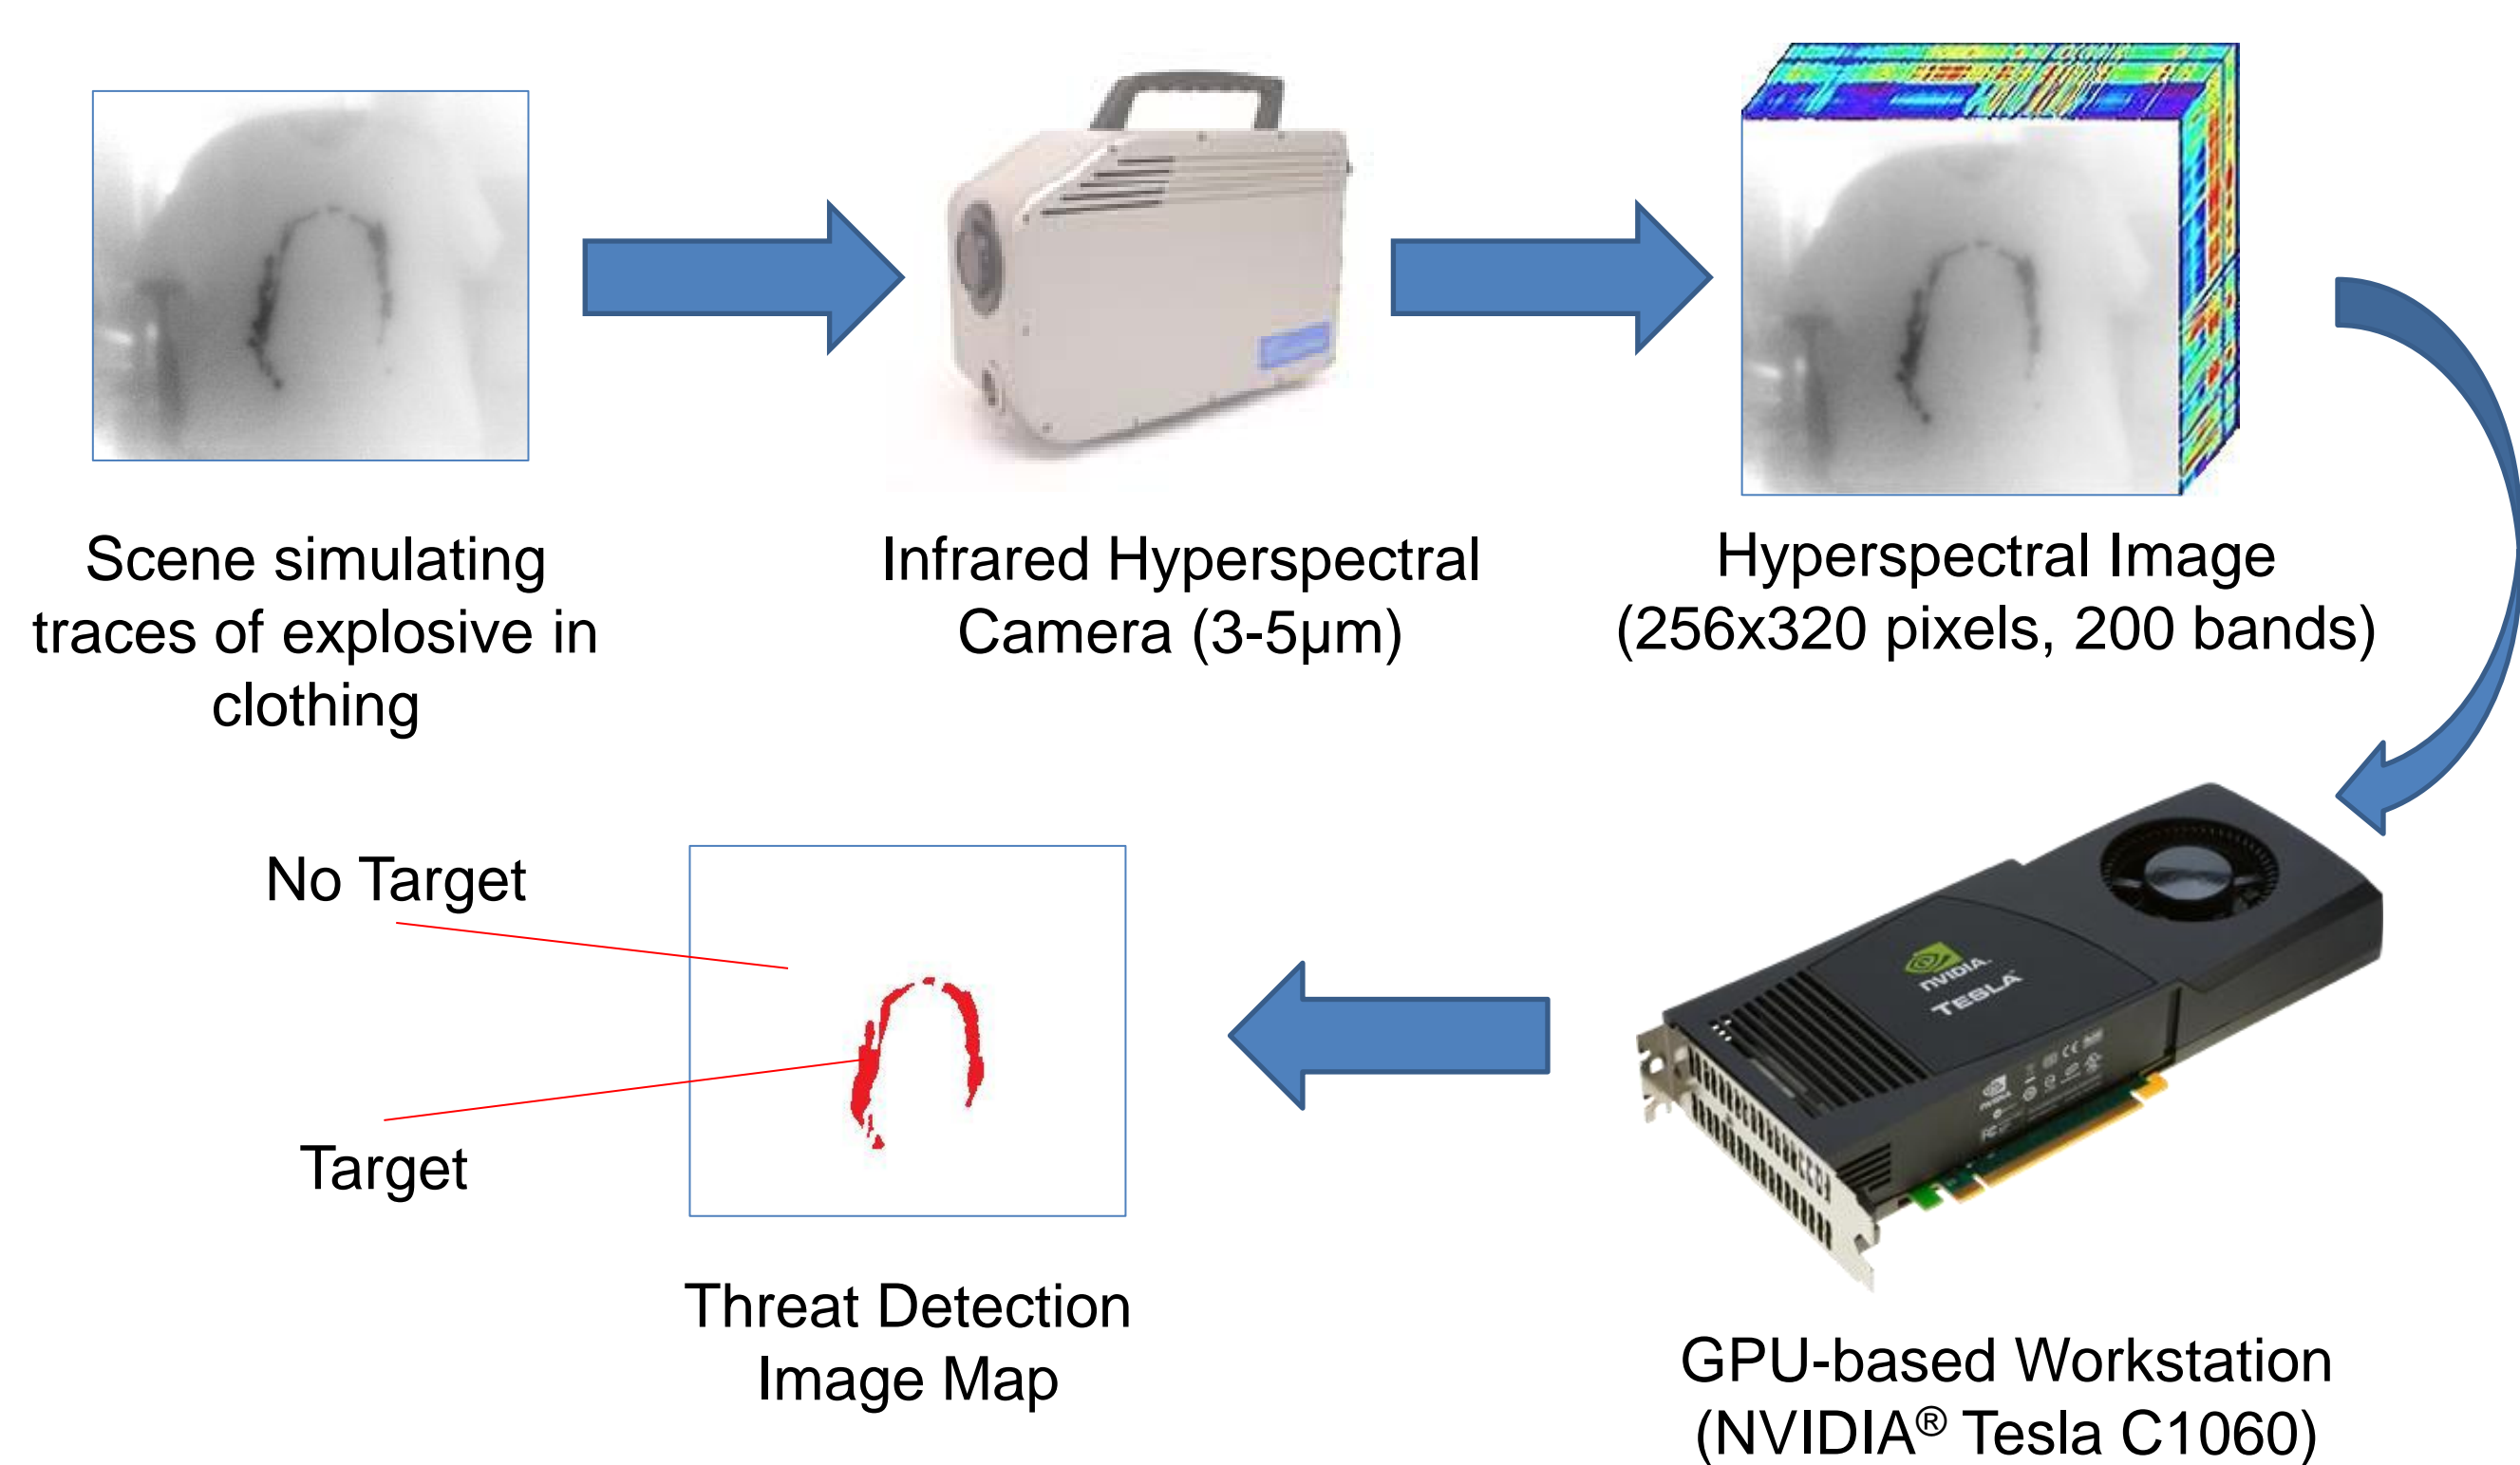 Scene simulating
traces of explosive in
clothing
Infrared Hyperspectral
Camera (3-5µm)
Hyperspectral Image
(256x320 pixels, 200 bands)
No Target
Target
Threat Detection
Image Map
NVIDIA.
TESLA™
GPU-based Workstation
(NVIDIA® Tesla C1060)